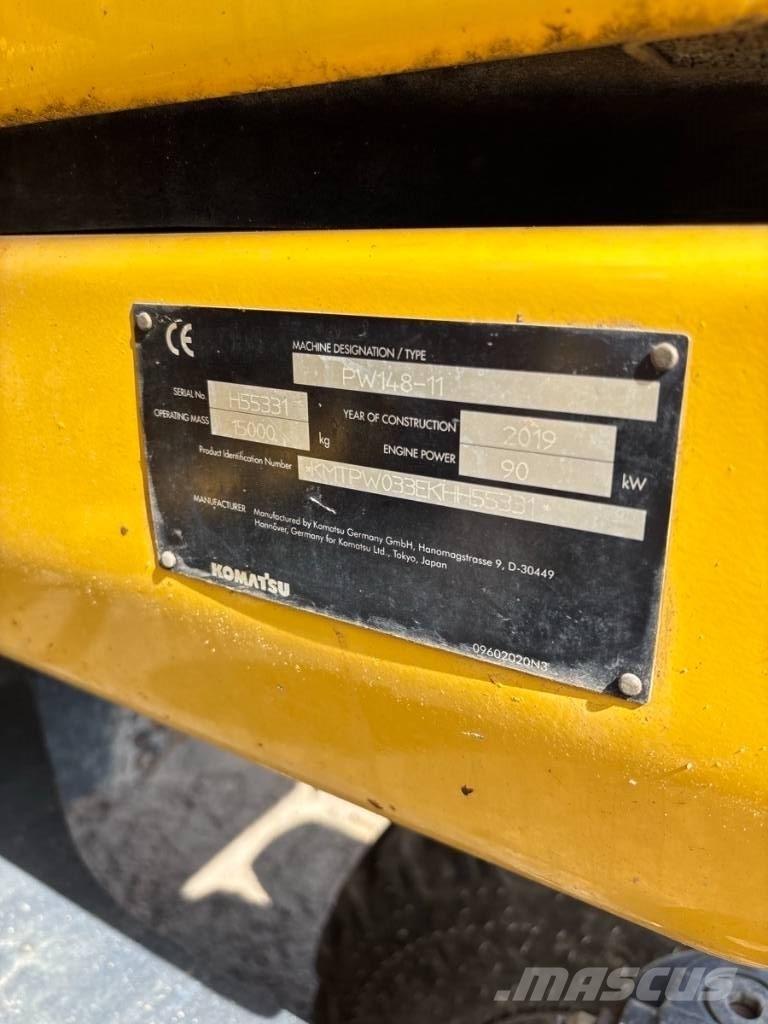 CE
MACHINE DESIGNATION / TYPE
PW148-11
SERIAL No H55331 YEAR OF CONSTRUCTION 2019
OPERATING MASS 15000 kg ENGINE POWER 90 kW
Product Identification Number *KMTPW033EKHH55331*
MANUFACTURER Manufactured by Komatsu Germany GmbH, Hanomagstrasse 9, D-30449
Hannover, Germany for Komatsu Ltd., Tokyo, Japan
KOMATSU
09602020N3
MASCUS